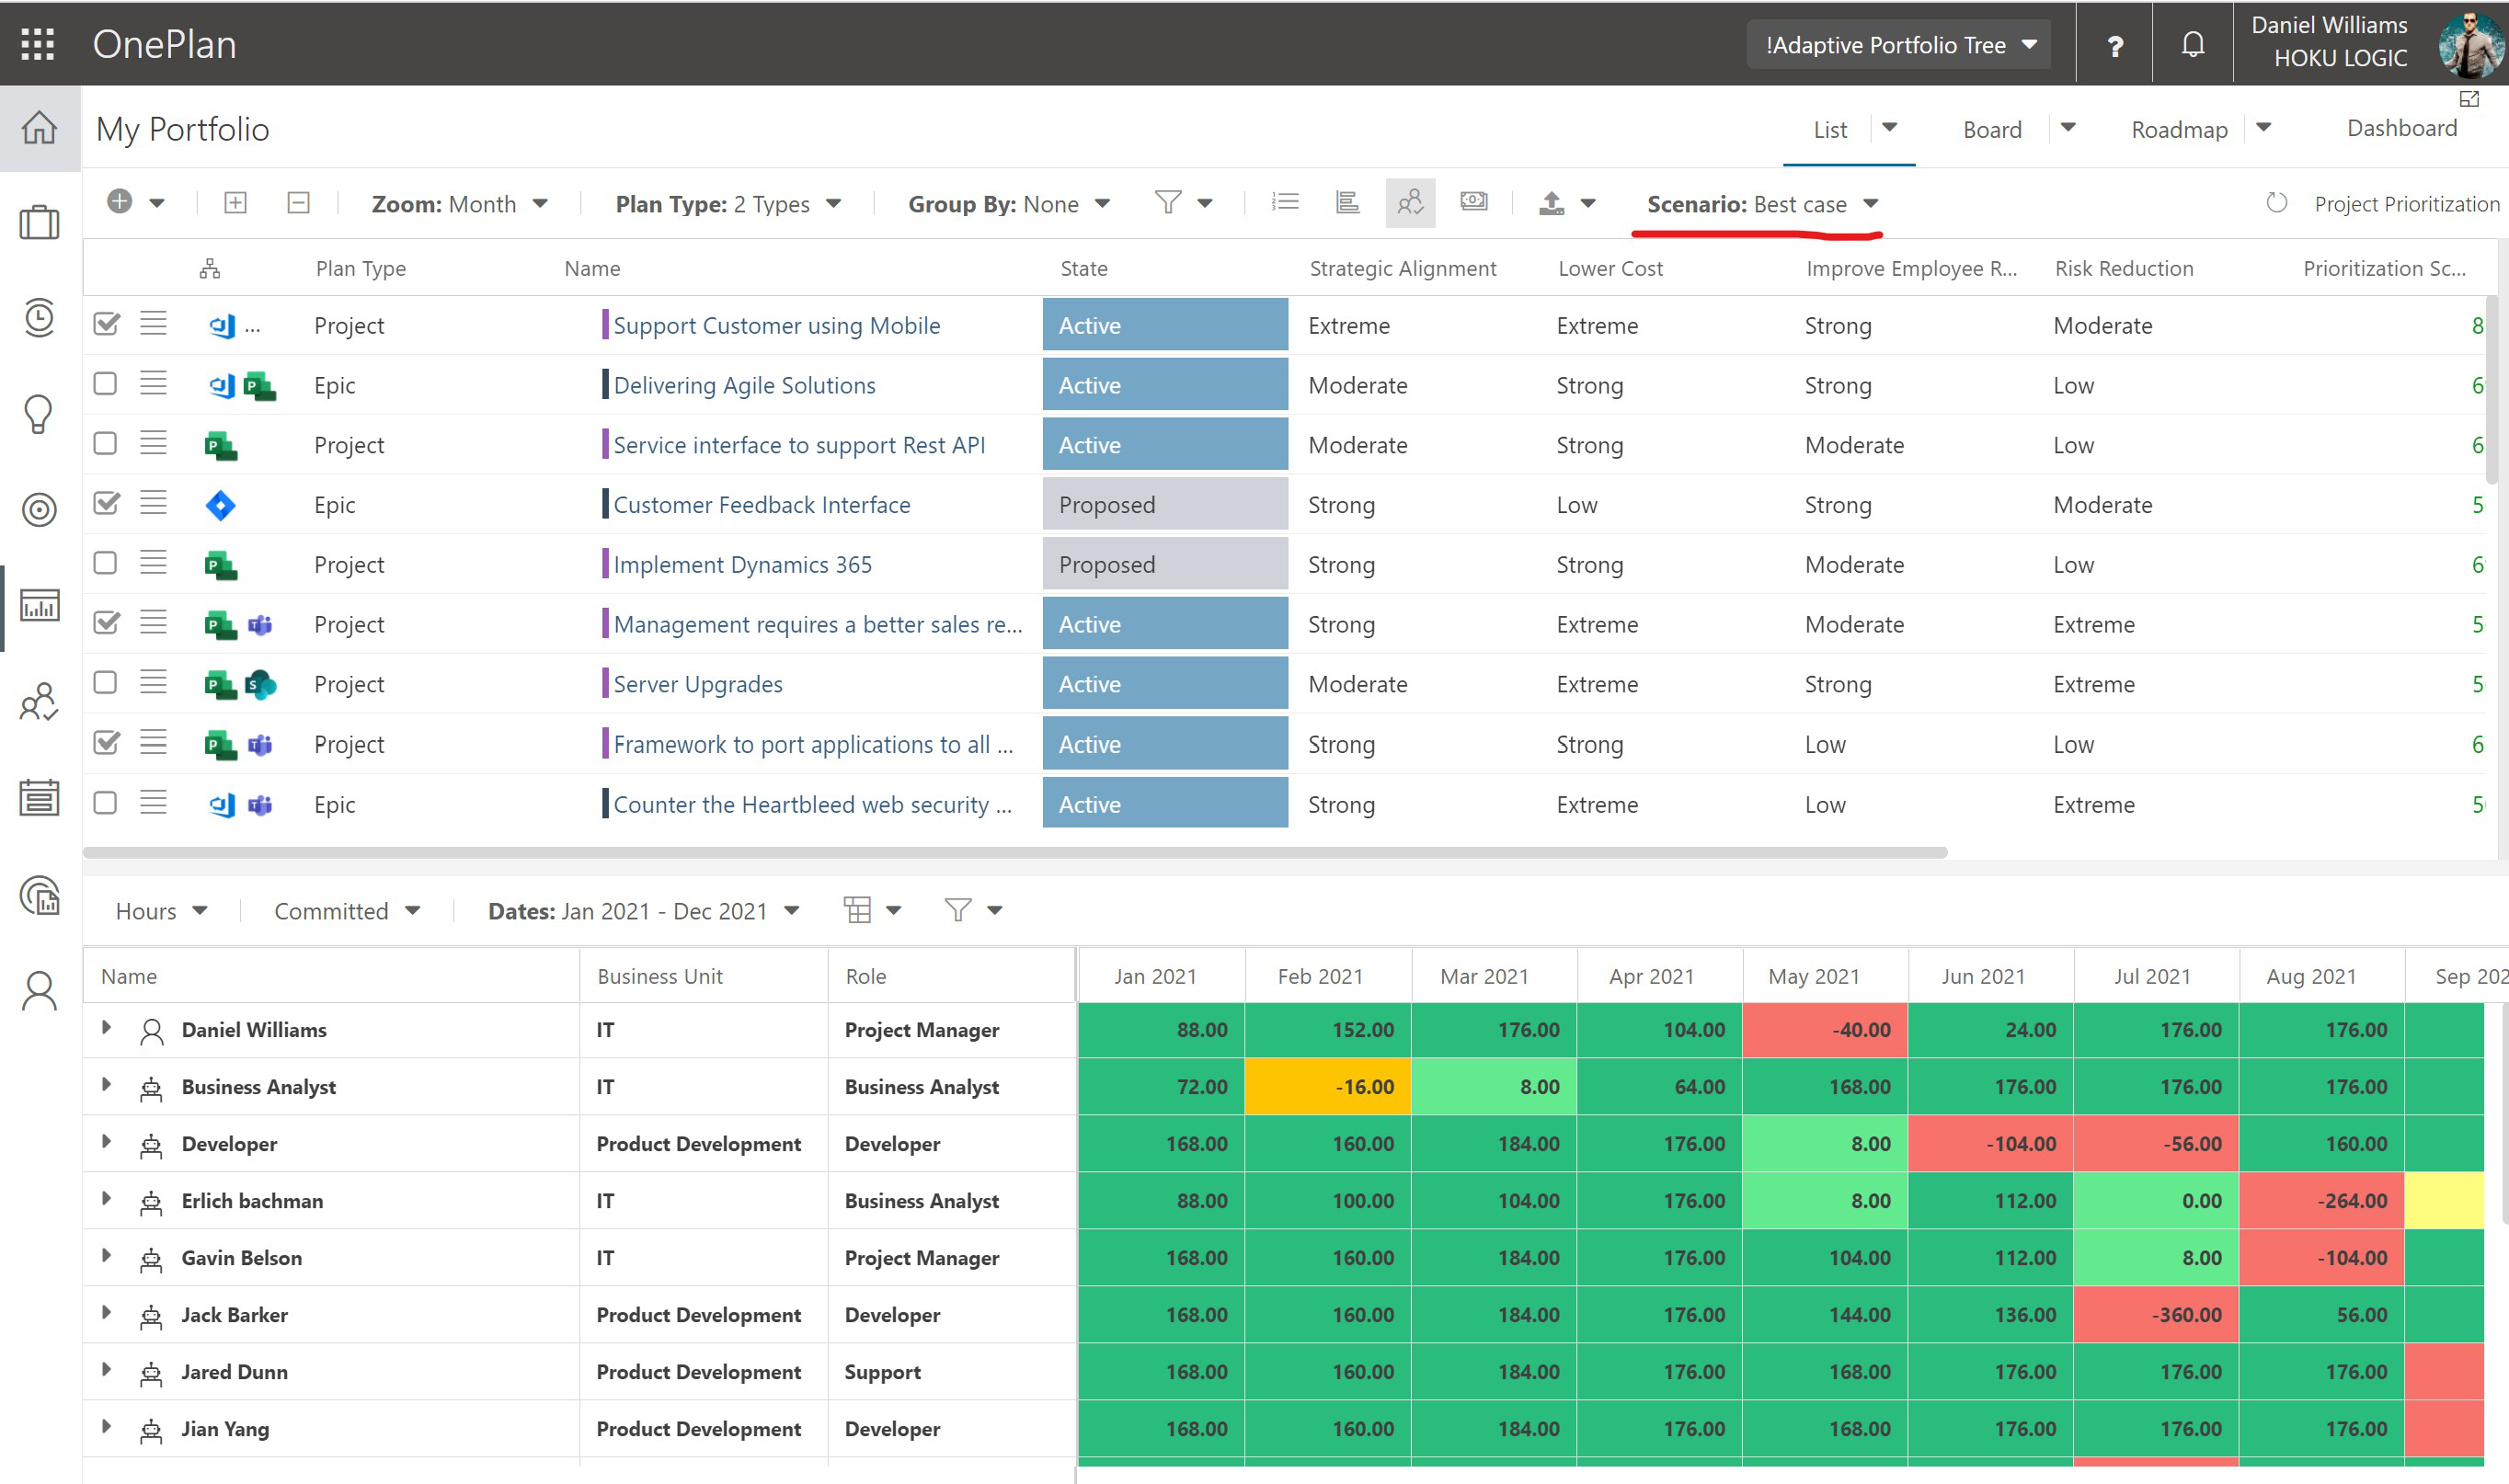 OnePlan !Adaptive Portfolio Tree ? Daniel Williams
HOKU LOGIC
My Portfolio List Board Roadmap Dashboard
Zoom: Month Plan Type: 2 Types Group By: None Scenario: Best case Project Prioritization
Plan Type Name State Strategic Alignment Lower Cost Improve Employee R... Risk Reduction Prioritization Sc...
... Project Support Customer using Mobile Active Extreme Extreme Strong Moderate 8
Epic Delivering Agile Solutions Active Moderate Strong Strong Low 6
Project Service interface to support Rest API Active Moderate Strong Moderate Low 6
Epic Customer Feedback Interface Proposed Strong Low Strong Moderate 5
Project Implement Dynamics 365 Proposed Strong Strong Moderate Low 6
Project Management requires a better sales re... Active Strong Extreme Moderate Extreme 5
Project Server Upgrades Active Moderate Extreme Strong Extreme 5
Project Framework to port applications to all ... Active Strong Strong Low Low 6
Epic Counter the Heartbleed web security ... Active Strong Extreme Low Extreme 5
Hours Committed Dates: Jan 2021 - Dec 2021
Name Business Unit Role Jan 2021 Feb 2021 Mar 2021 Apr 2021 May 2021 Jun 2021 Jul 2021 Aug 2021 Sep 202
Daniel Williams IT Project Manager 88.00 152.00 176.00 104.00 -40.00 24.00 176.00 176.00
Business Analyst IT Business Analyst 72.00 -16.00 8.00 64.00 168.00 176.00 176.00 176.00
Developer Product Development Developer 168.00 160.00 184.00 176.00 8.00 -104.00 -56.00 160.00
Erlich bachman IT Business Analyst 88.00 100.00 104.00 176.00 8.00 112.00 0.00 -264.00
Gavin Belson IT Project Manager 168.00 160.00 184.00 176.00 104.00 112.00 8.00 -104.00
Jack Barker Product Development Developer 168.00 160.00 184.00 176.00 144.00 136.00 -360.00 56.00
Jared Dunn Product Development Support 168.00 160.00 184.00 176.00 168.00 176.00 176.00 176.00
Jian Yang Product Development Developer 168.00 160.00 184.00 176.00 168.00 176.00 176.00 176.00